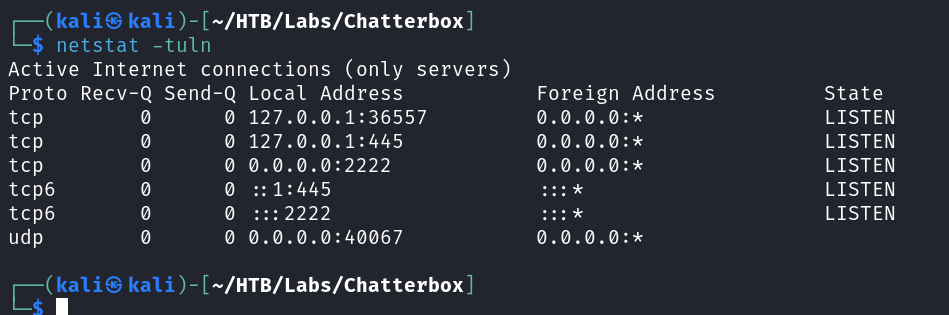 ┌──(kali㉿kali)-[~/HTB/Labs/Chatterbox]
└─$ netstat -tuln
Active Internet connections (only servers)
Proto Recv-Q Send-Q Local Address           Foreign Address         State
tcp        0      0 127.0.0.1:36557         0.0.0.0:*               LISTEN
tcp        0      0 127.0.0.1:445           0.0.0.0:*               LISTEN
tcp        0      0 0.0.0.0:2222            0.0.0.0:*               LISTEN
tcp6       0      0 ::1:445                 :::*                    LISTEN
tcp6       0      0 :::2222                 :::*                    LISTEN
udp        0      0 0.0.0.0:40067           0.0.0.0:*
┌──(kali㉿kali)-[~/HTB/Labs/Chatterbox]
└─$